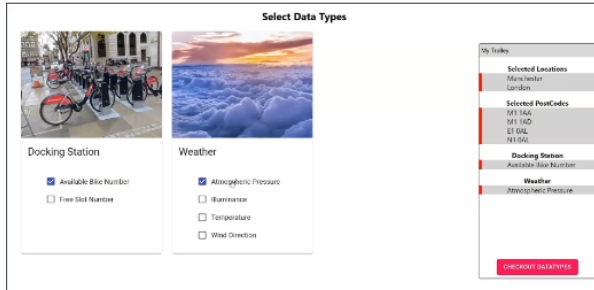 Select Data Types
Docking Station
Available Bike Number
Free Slot Number
Weather
Atmospheric Pressure
Illuminance
Temperature
Wind Direction
My Trolley
Selected Locations
Manchester
London
Selected PostCodes
M1 1AA
M1 1AD
E1 0AL
N1 0AL
Docking Station
Available Bike Number
Weather
Atmospheric Pressure
CHECKOUT DATATYPES